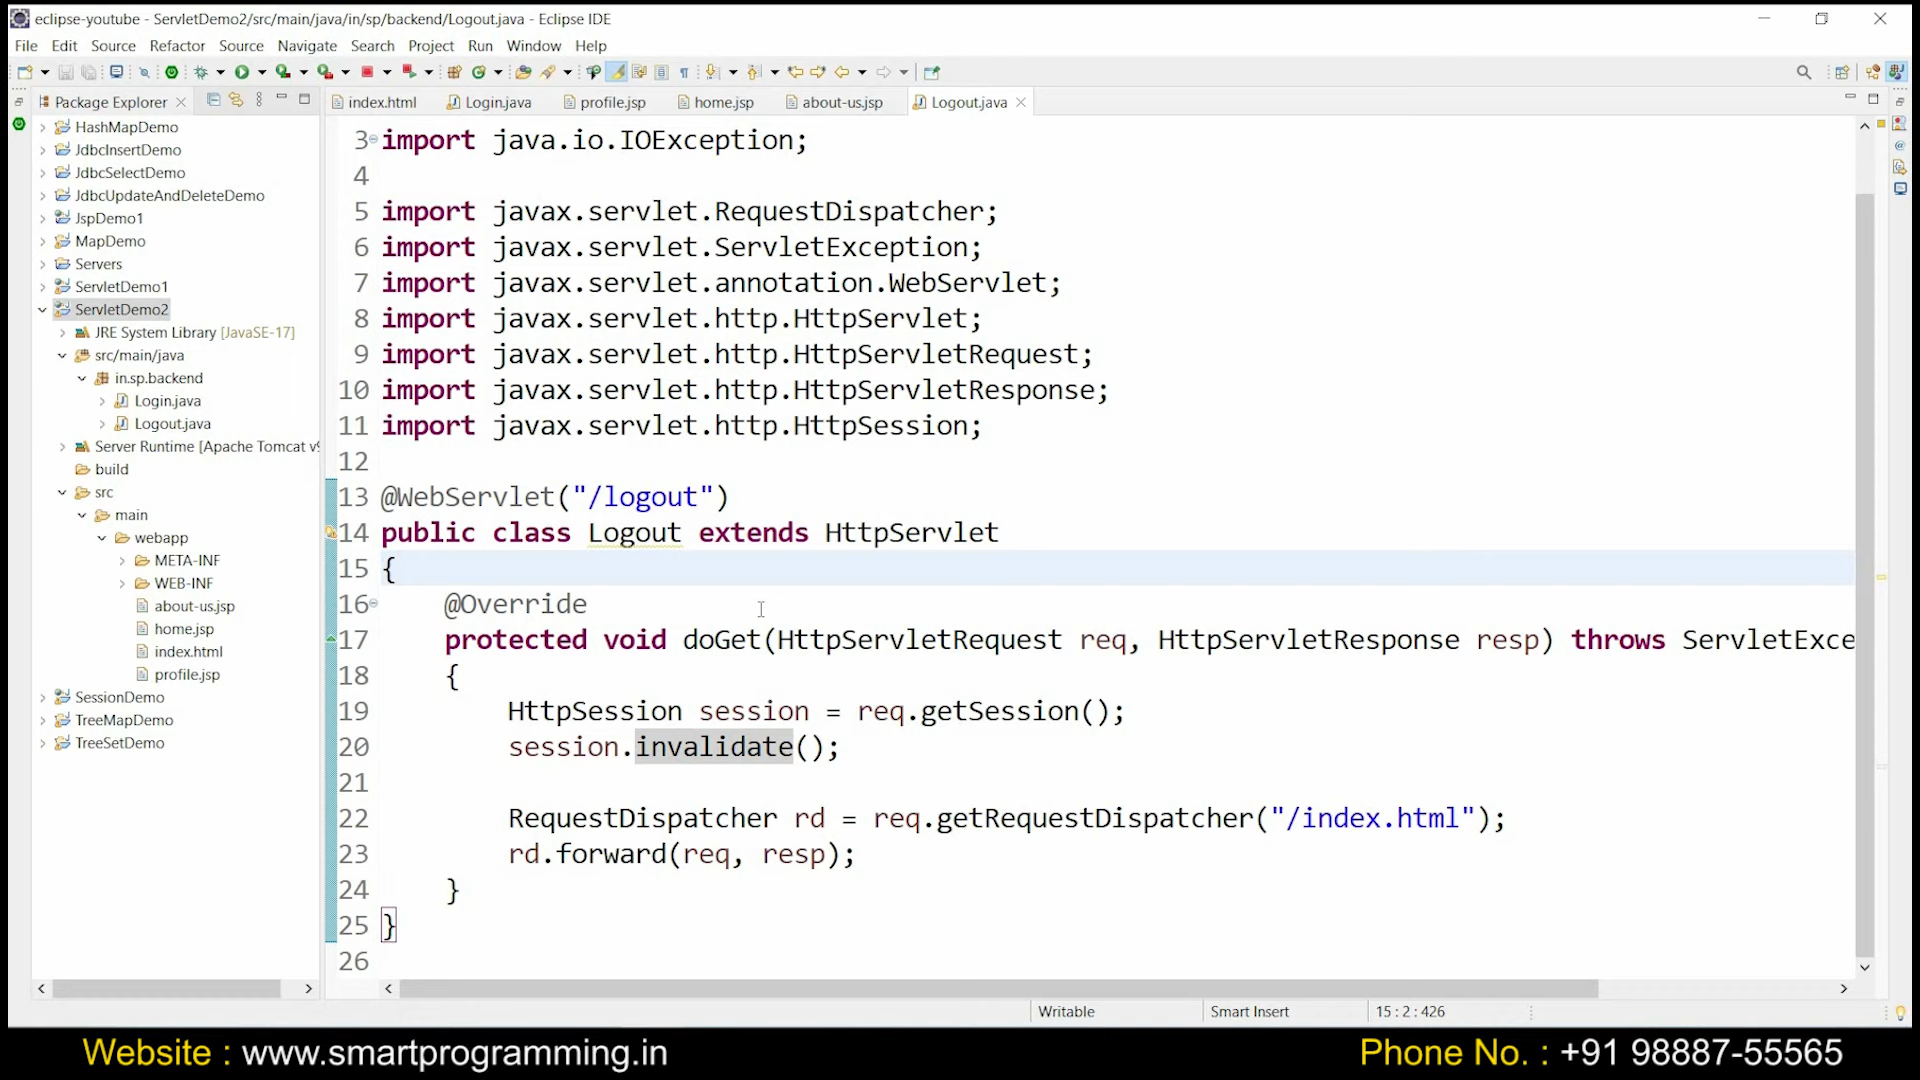 eclipse-youtube - ServletDemo2/src/main/java/in/sp/backend/Logout.java - Eclipse IDE
File Edit Source Refactor Source Navigate Search Project Run Window Help
Package Explorer
index.html Login.java profile.jsp home.jsp about-us.jsp Logout.java
HashMapDemo
JdbcInsertDemo
JdbcSelectDemo
JdbcUpdateAndDeleteDemo
JspDemo1
MapDemo
Servers
ServletDemo1
ServletDemo2
JRE System Library [JavaSE-17]
src/main/java
in.sp.backend
Login.java
Logout.java
Server Runtime [Apache Tomcat v9
build
src
main
webapp
META-INF
WEB-INF
about-us.jsp
home.jsp
index.html
profile.jsp
SessionDemo
TreeMapDemo
TreeSetDemo
3 import java.io.IOException;
4
5 import javax.servlet.RequestDispatcher;
6 import javax.servlet.ServletException;
7 import javax.servlet.annotation.WebServlet;
8 import javax.servlet.http.HttpServlet;
9 import javax.servlet.http.HttpServletRequest;
10 import javax.servlet.http.HttpServletResponse;
11 import javax.servlet.http.HttpSession;
12
13 @WebServlet("/logout")
14 public class Logout extends HttpServlet
15 {
16 @Override
17 protected void doGet(HttpServletRequest req, HttpServletResponse resp) throws ServletExce
18 {
19 HttpSession session = req.getSession();
20 session.invalidate();
21
22 RequestDispatcher rd = req.getRequestDispatcher("/index.html");
23 rd.forward(req, resp);
24 }
25 }
26
Writable Smart Insert 15 : 2 : 426
Website : www.smartprogramming.in Phone No. : +91 98887-55565